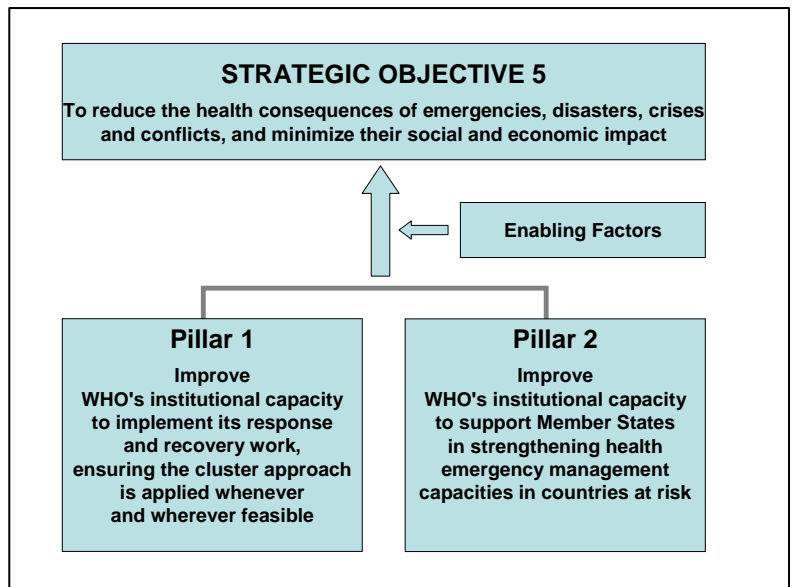 STRATEGIC OBJECTIVE 5
To reduce the health consequences of emergencies, disasters, crises
and conflicts, and minimize their social and economic impact
Enabling Factors
Pillar 1
Improve
WHO's institutional capacity
to implement its response
and recovery work,
ensuring the cluster approach
is applied whenever
and wherever feasible
Pillar 2
Improve
WHO's institutional capacity
to support Member States
in strengthening health
emergency management
capacities in countries at risk